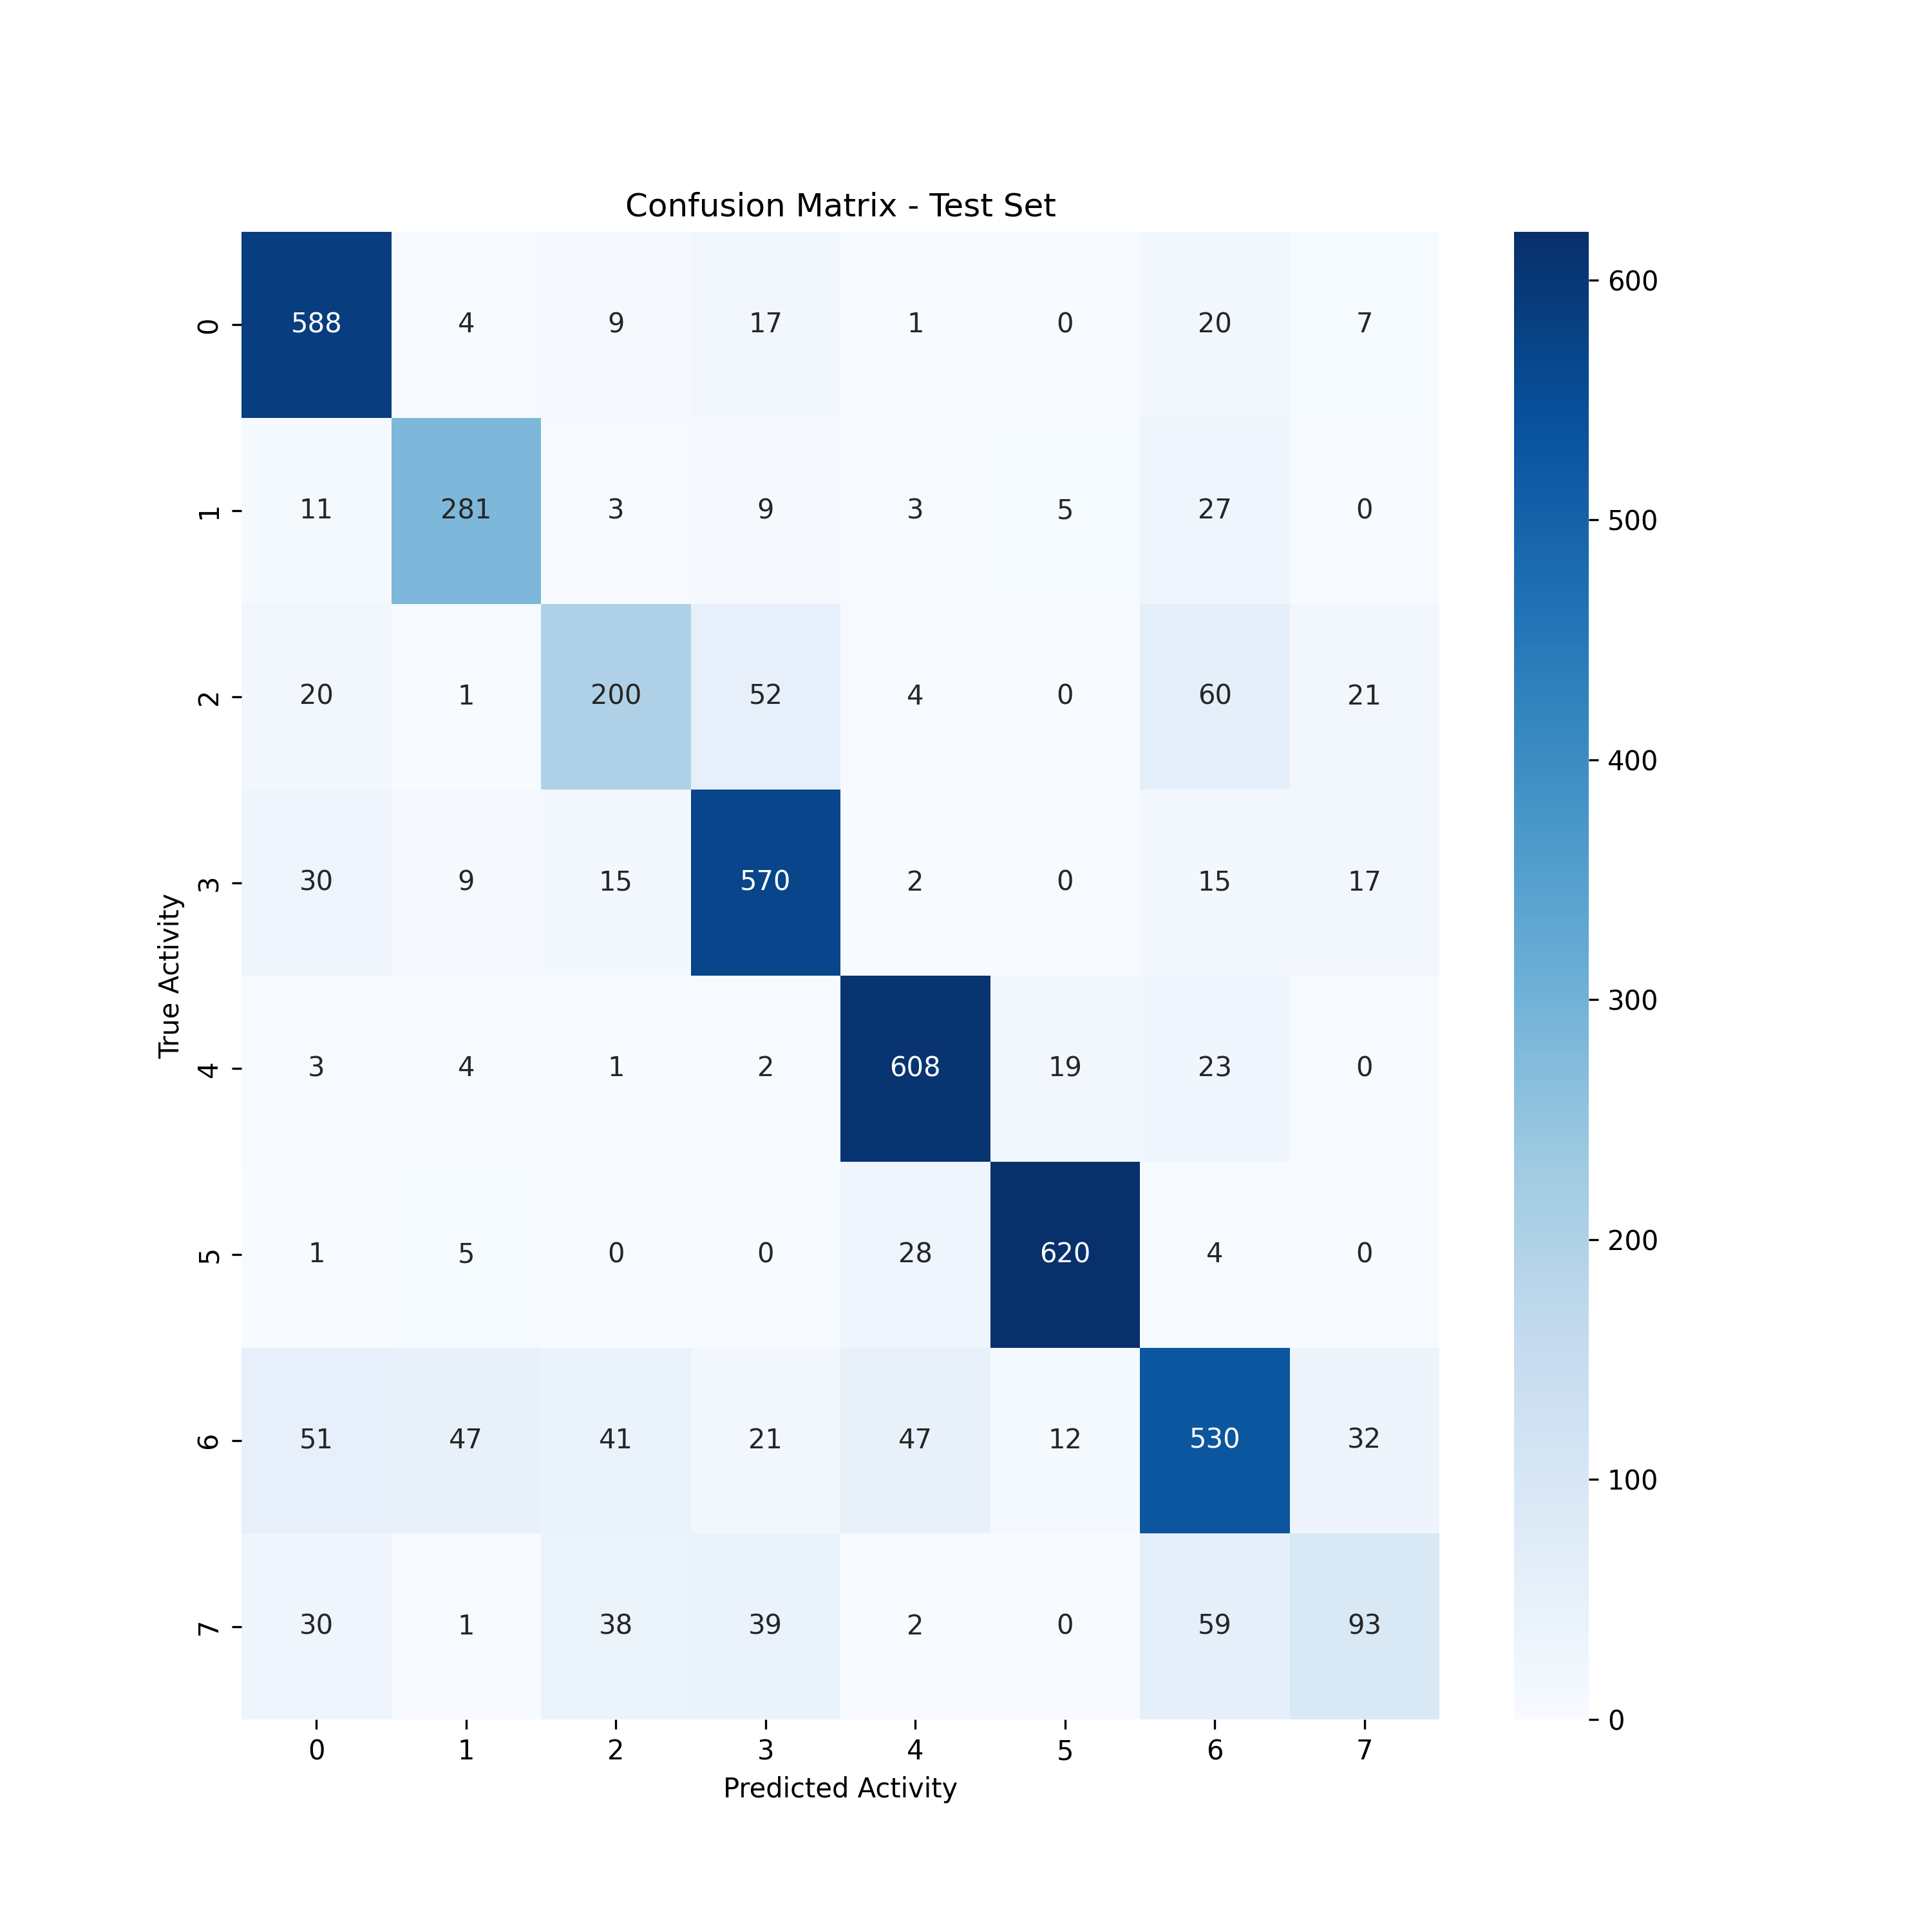 Confusion Matrix - Test Set
0 588 4 9 17 1 0 20 7
1 11 281 3 9 3 5 27 0
2 20 1 200 52 4 0 60 21
3 30 9 15 570 2 0 15 17
4 3 4 1 2 608 19 23 0
5 1 5 0 0 28 620 4 0
6 51 47 41 21 47 12 530 32
7 30 1 38 39 2 0 59 93
0 1 2 3 4 5 6 7
Predicted Activity
True Activity
600
500
400
300
200
100
0